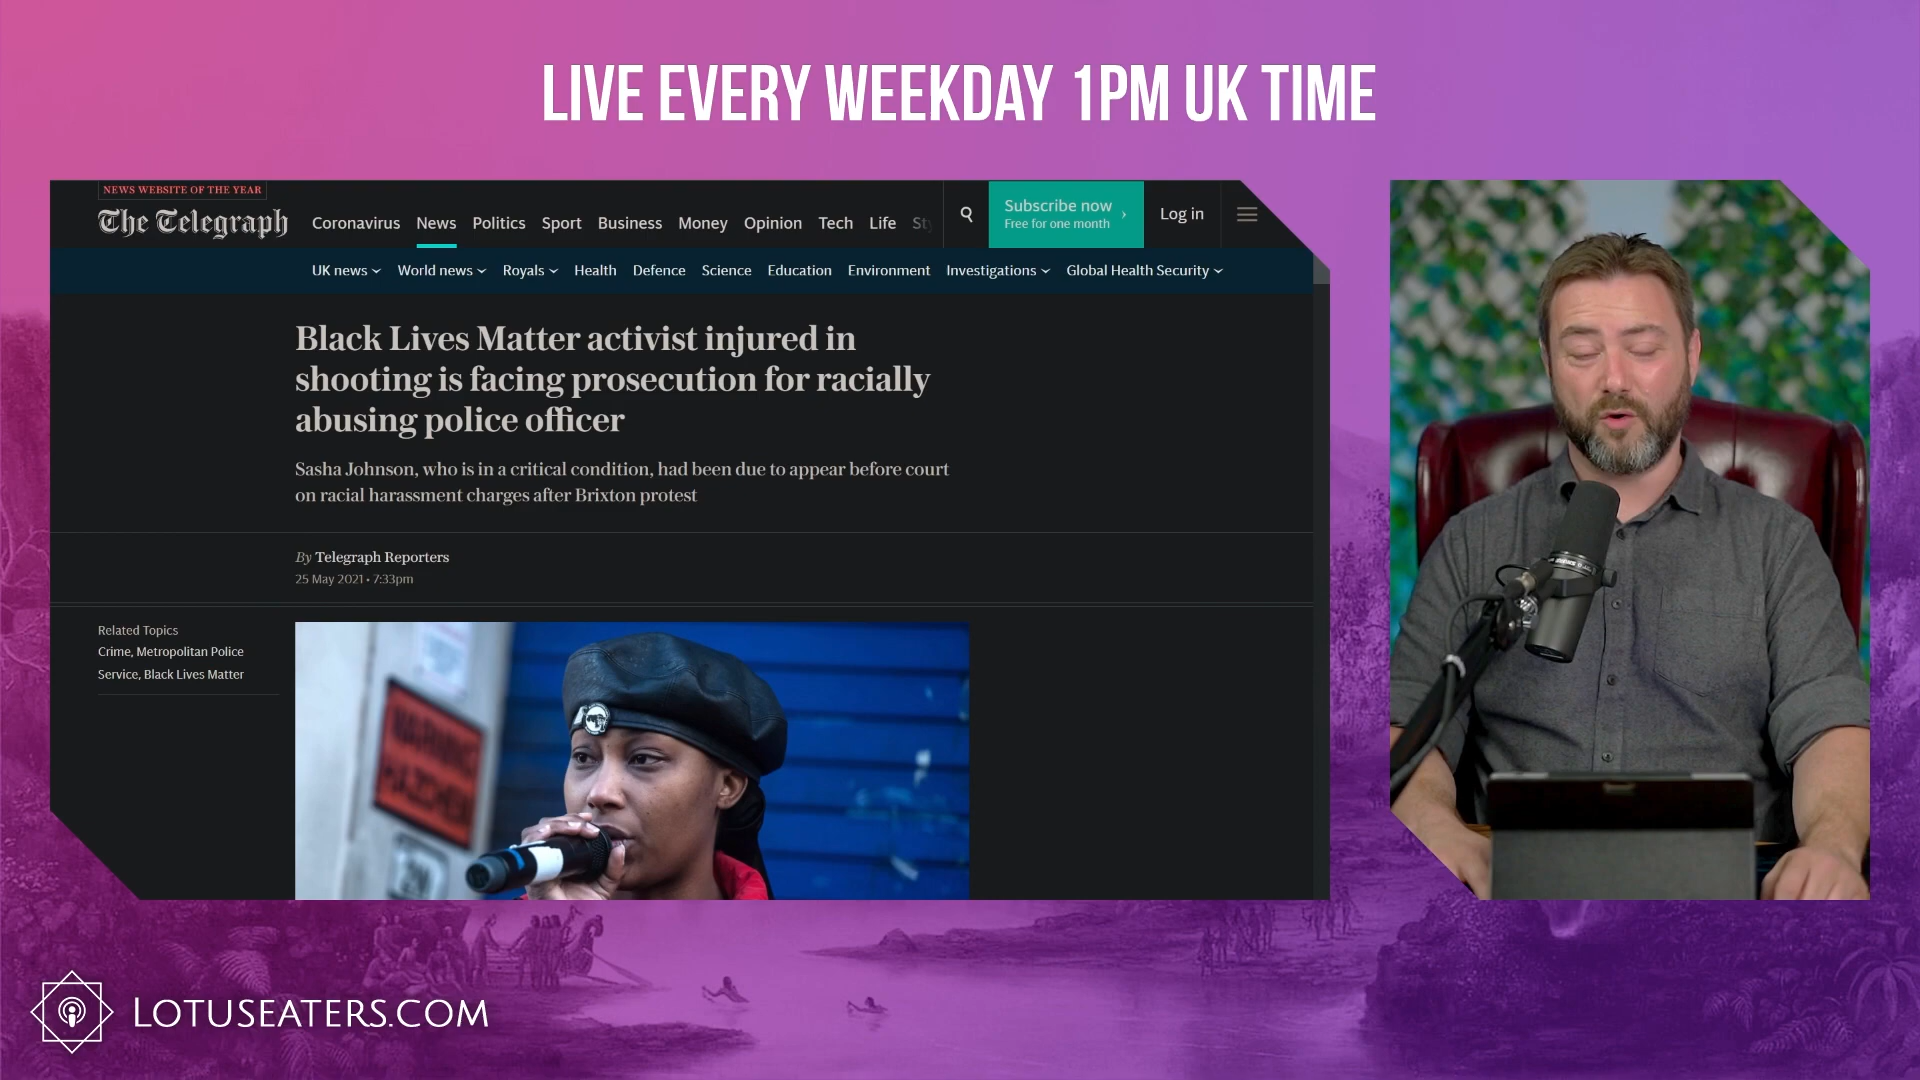 LIVE EVERY WEEKDAY 1PM UK TIME
NEWS WEBSITE OF THE YEAR
The Telegraph
Coronavirus News Politics Sport Business Money Opinion Tech Life Sty
Subscribe now
Free for one month
Log in
UK news World news Royals Health Defence Science Education Environment Investigations Global Health Security
Black Lives Matter activist injured in
shooting is facing prosecution for racially
abusing police officer
Sasha Johnson, who is in a critical condition, had been due to appear before court
on racial harassment charges after Brixton protest
By Telegraph Reporters
25 May 2021 • 7:33pm
Related Topics
Crime, Metropolitan Police
Service, Black Lives Matter
WARNING
LOTUSEATERS.COM